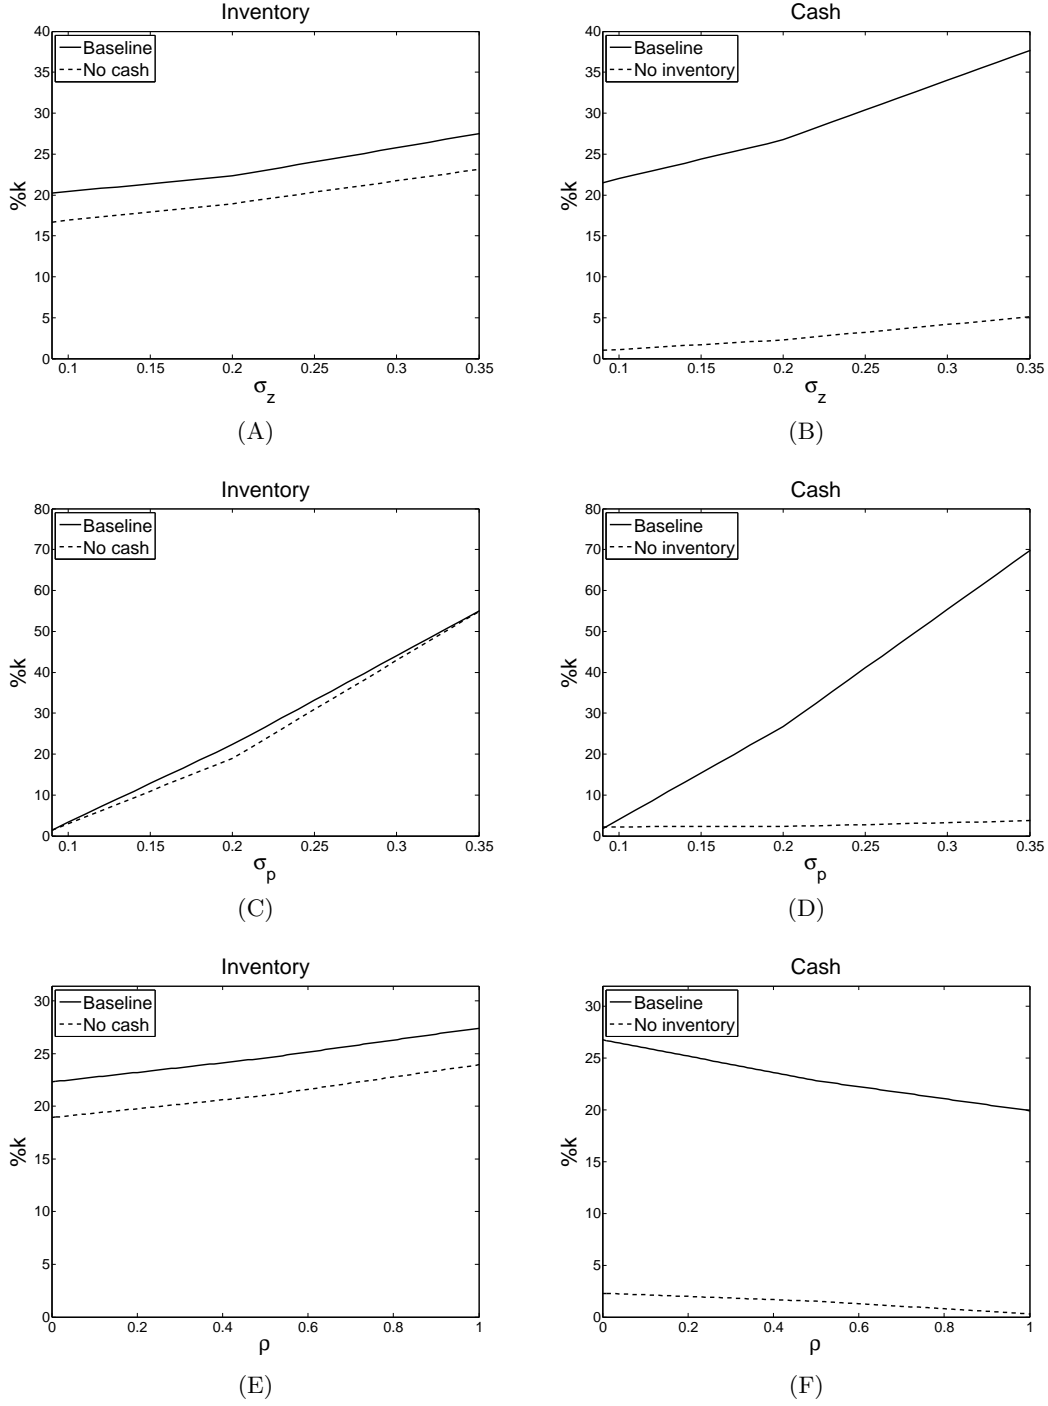 Inventory
40
35
30
25
20
15
10
5
0
%k
Baseline
No cash
0.1 0.15 0.2 0.25 0.3 0.35
σz
(A)
Cash
40
35
30
25
20
15
10
5
0
%k
Baseline
No inventory
0.1 0.15 0.2 0.25 0.3 0.35
σz
(B)
Inventory
80
70
60
50
40
30
20
10
0
%k
Baseline
No cash
0.1 0.15 0.2 0.25 0.3 0.35
σp
(C)
Cash
80
70
60
50
40
30
20
10
0
%k
Baseline
No inventory
0.1 0.15 0.2 0.25 0.3 0.35
σp
(D)
Inventory
30
25
20
15
10
5
0
%k
Baseline
No cash
0 0.2 0.4 0.6 0.8 1
ρ
(E)
Cash
30
25
20
15
10
5
0
%k
Baseline
No inventory
0 0.2 0.4 0.6 0.8 1
ρ
(F)